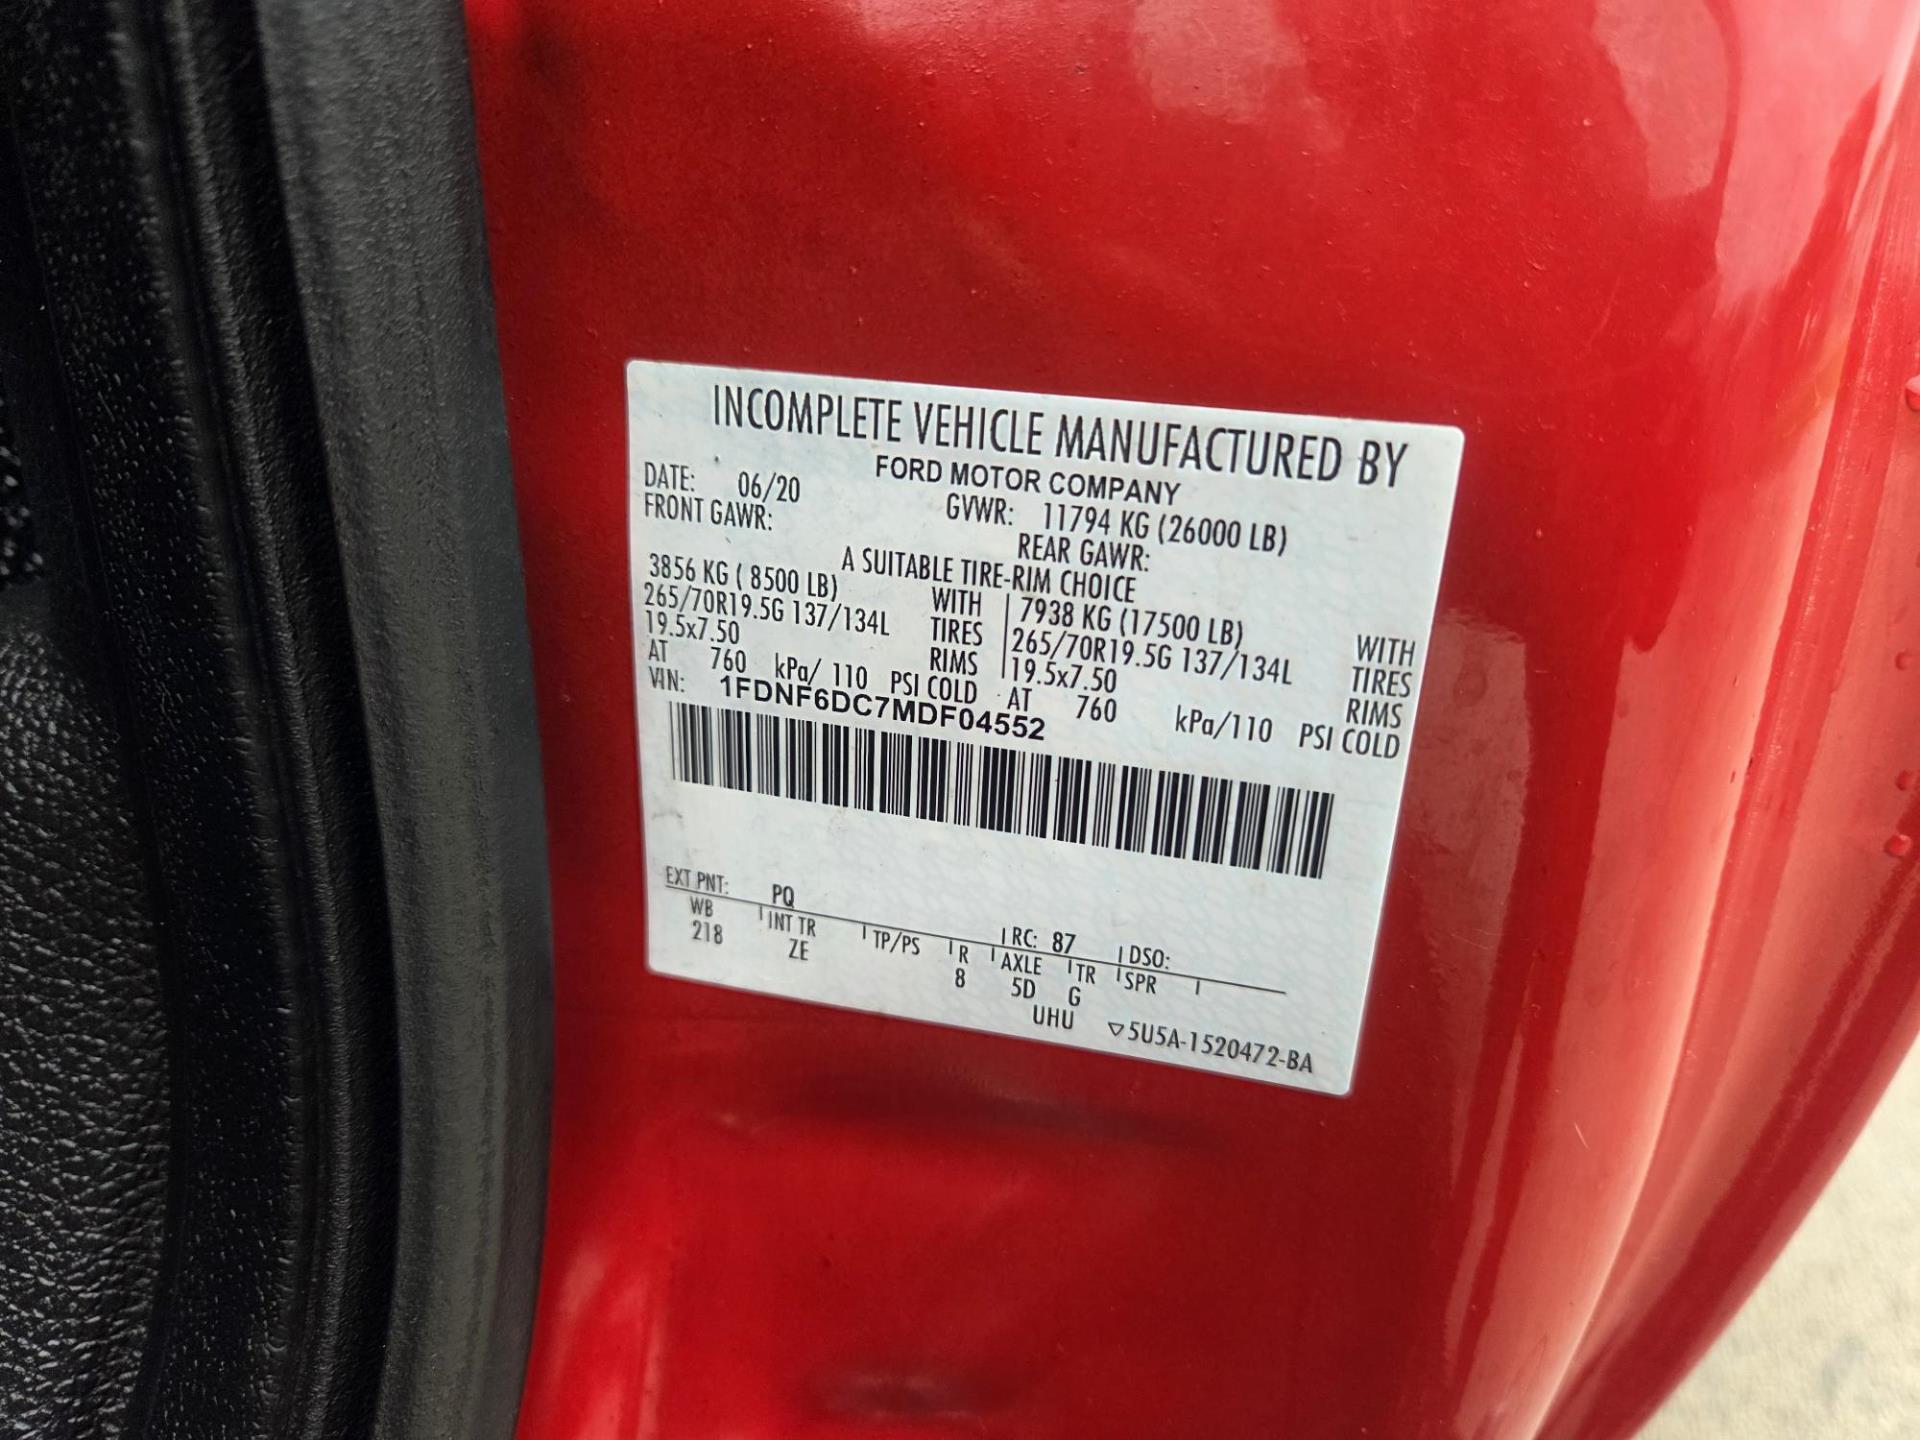 INCOMPLETE VEHICLE MANUFACTURED BY
FORD MOTOR COMPANY
DATE: 06/20 GVWR: 11794 KG (26000 LB)
FRONT GAWR: REAR GAWR:
A SUITABLE TIRE-RIM CHOICE
3856 KG ( 8500 LB) WITH 7938 KG (17500 LB) WITH
265/70R19.5G 137/134L TIRES 265/70R19.5G 137/134L TIRES
19.5x7.50 RIMS 19.5x7.50 RIMS
AT 760 kPa/ 110 PSI COLD AT 760 kPa/110 PSI COLD
VIN: 1FDNF6DC7MDF04552
EXT PNT: PQ RC: 87 DSO:
WB INT TR TP/PS R AXLE TR SPR
218 ZE 8 5D G
UHU ▽5U5A-1520472-BA